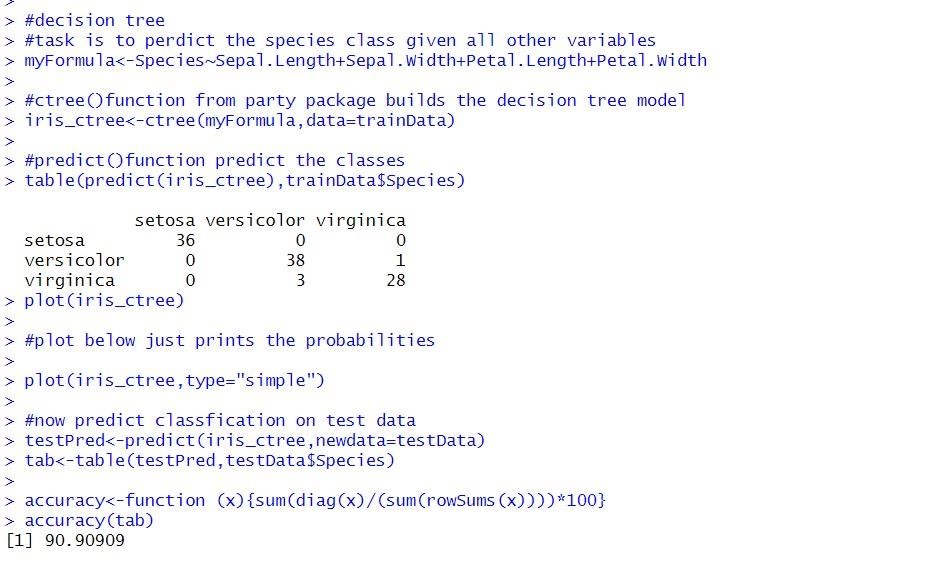 >
> #decision tree
> #task is to perdict the species class given all other variables
> myFormula<-Species~Sepal.Length+Sepal.Width+Petal.Length+Petal.Width
>
> #ctree()function from party package builds the decision tree model
> iris_ctree<-ctree(myFormula,data=trainData)
>
> #predict()function predict the classes
> table(predict(iris_ctree),trainData$Species)
setosa versicolor virginica
setosa 36 0 0
versicolor 0 38 1
virginica 0 3 28
> plot(iris_ctree)
>
> #plot below just prints the probabilities
>
> plot(iris_ctree,type="simple")
>
> #now predict classfication on test data
> testPred<-predict(iris_ctree,newdata=testData)
> tab<-table(testPred,testData$Species)
>
> accuracy<-function (x){sum(diag(x)/(sum(rowSums(x))))*100}
> accuracy(tab)
[1] 90.90909